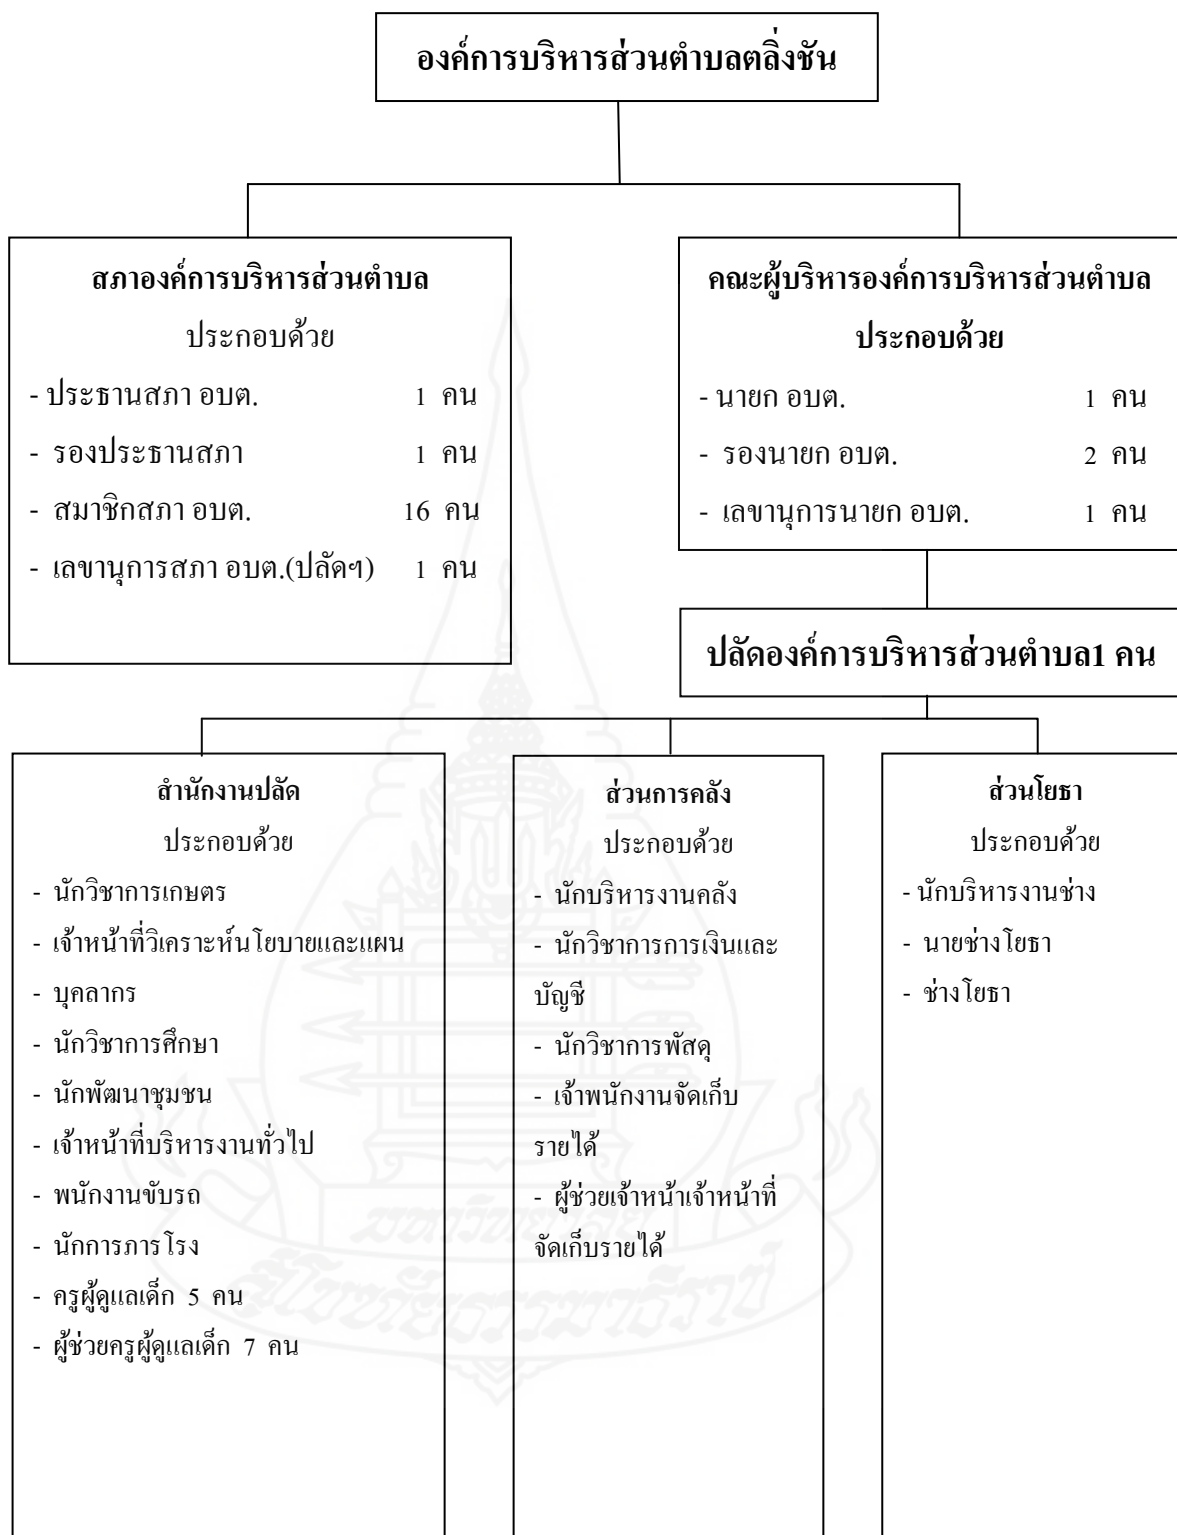 องค์การบริหารส่วนตำบลตลิ่งชัน
สภาองค์การบริหารส่วนตำบล
ประกอบด้วย
- ประธานสภา อบต. 1 คน
- รองประธานสภา 1 คน
- สมาชิกสภา อบต. 16 คน
- เลขานุการสภา อบต.(ปลัดฯ) 1 คน
คณะผู้บริหารองค์การบริหารส่วนตำบล
ประกอบด้วย
- นายก อบต. 1 คน
- รองนายก อบต. 2 คน
- เลขานุการนายก อบต. 1 คน
ปลัดองค์การบริหารส่วนตำบล1 คน
สำนักงานปลัด
ประกอบด้วย
- นักวิชาการเกษตร
- เจ้าหน้าที่วิเคราะห์นโยบายและแผน
- บุคลากร
- นักวิชาการศึกษา
- นักพัฒนาชุมชน
- เจ้าหน้าที่บริหารงานทั่วไป
- พนักงานขับรถ
- นักการภารโรง
- ครูผู้ดูแลเด็ก 5 คน
- ผู้ช่วยครูผู้ดูแลเด็ก 7 คน
ส่วนการคลัง
ประกอบด้วย
- นักบริหารงานคลัง
- นักวิชาการการเงินและ
บัญชี
- นักวิชาการพัสดุ
- เจ้าพนักงานจัดเก็บ
รายได้
- ผู้ช่วยเจ้าหน้าเจ้าหน้าที่
จัดเก็บรายได้
ส่วนโยธา
ประกอบด้วย
- นักบริหารงานช่าง
- นายช่างโยธา
- ช่างโยธา
มหาวิทยาลัย
สุโขทัยธรรมาธิราช